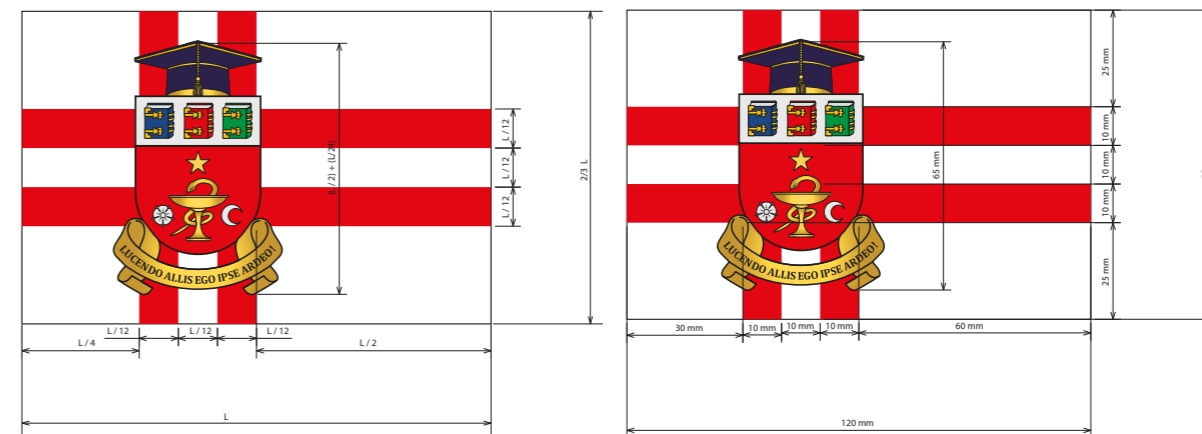 LUCENDO ALLIS EGO IPSE ARDEO!
(L / 2) + (L/24)
L / 12
L / 12
L / 12
2/3 L
L / 12
L / 12
L / 12
L / 4
L / 2
L
LUCENDO ALLIS EGO IPSE ARDEO!
65 mm
25 mm
10 mm
10 mm
10 mm
25 mm
30 mm
10 mm
10 mm
10 mm
60 mm
120 mm